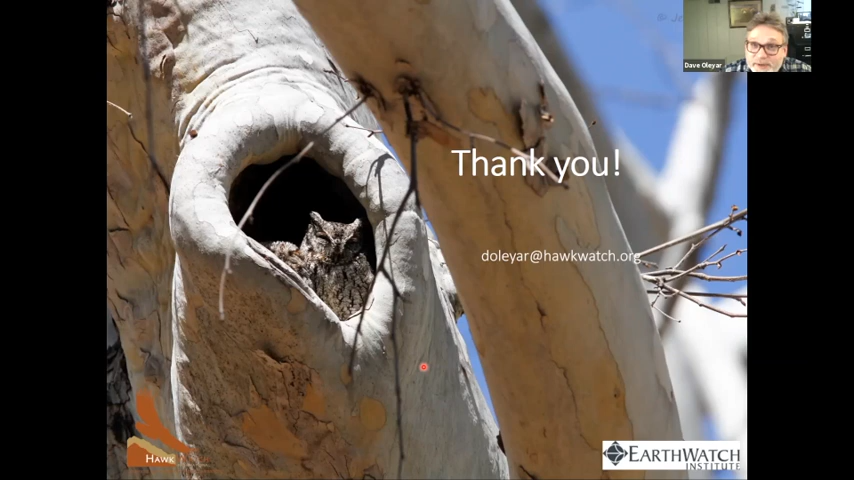 Dave Oleyar
Thank you!
doleyar@hawkwatch.org
HAWK
EARTHWATCH
INSTITUTE